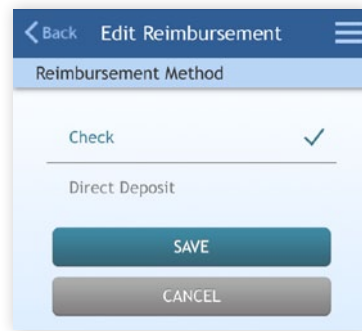 Back Edit Reimbursement
Reimbursement Method
Check
Direct Deposit
SAVE
CANCEL